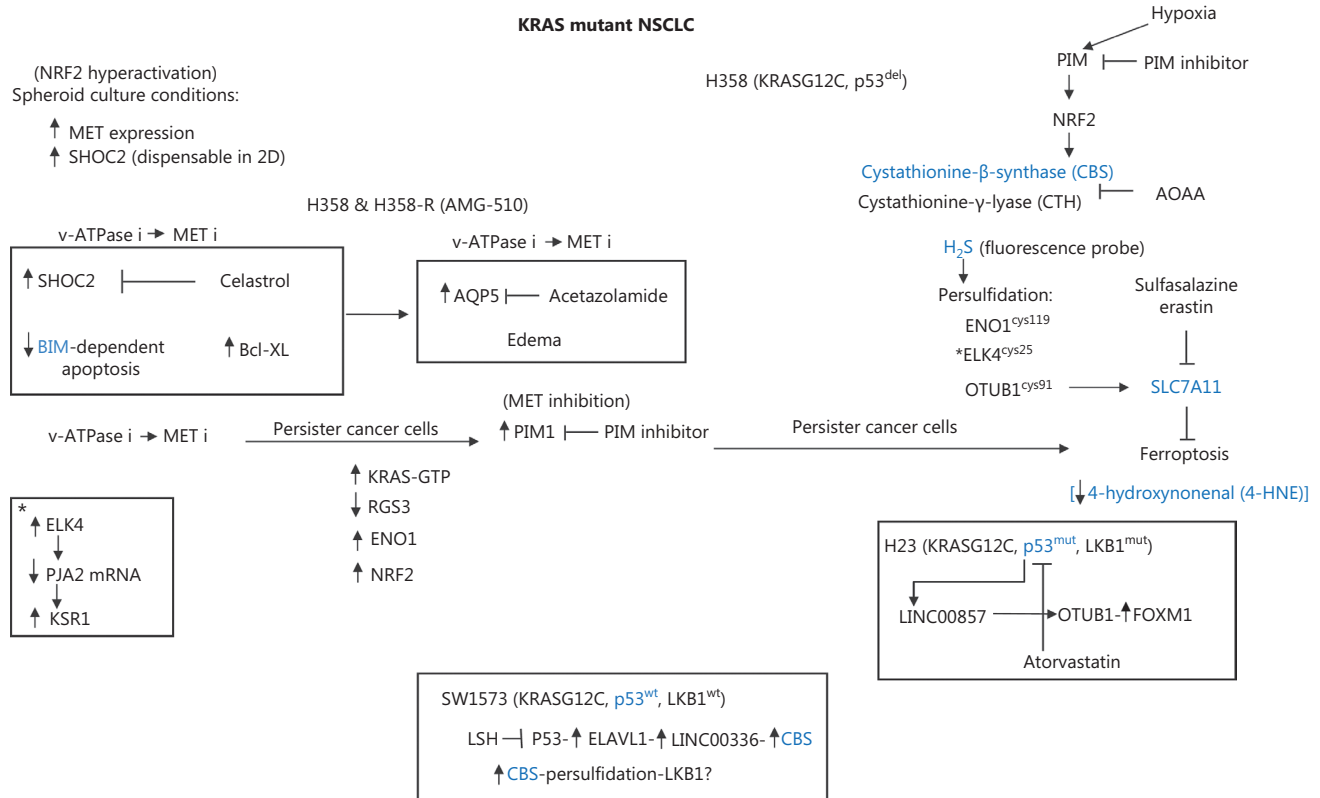 KRAS mutant NSCLC
(NRF2 hyperactivation)
Spheroid culture conditions:
MET expression
SHOC2 (dispensable in 2D)
H358 & H358-R (AMG-510)
v-ATPase i → MET i
↑ SHOC2
Celastrol
↓ BIM-dependent
apoptosis
↑ Bcl-XL
v-ATPase i → MET i
↑ AQP5
Acetazolamide
Edema
v-ATPase i → MET i
Persister cancer cells
↑ KRAS-GTP
↓ RGS3
↑ ENO1
↑ NRF2
(MET inhibition)
↑ PIM1
PIM inhibitor
Persister cancer cells
*
↑ ELK4
↓ PJA2 mRNA
↑ KSR1
H358 (KRASG12C, p53del)
Hypoxia
PIM
PIM inhibitor
NRF2
Cystathionine-β-synthase (CBS)
Cystathionine-γ-lyase (CTH)
AOAA
H2S (fluorescence probe)
Persulfidation:
ENO1cys119
*ELK4cys25
OTUB1cys91
Sulfasalazine
erastin
SLC7A11
Ferroptosis
[↓ 4-hydroxynonenal (4-HNE)]
H23 (KRASG12C, p53mut, LKB1mut)
LINC00857
OTUB1-↑FOXM1
Atorvastatin
SW1573 (KRASG12C, p53wt, LKB1wt)
LSH ⊣ P53-↑ ELAVL1-↑ LINC00336-↑CBS
↑CBS-persulfidation-LKB1?